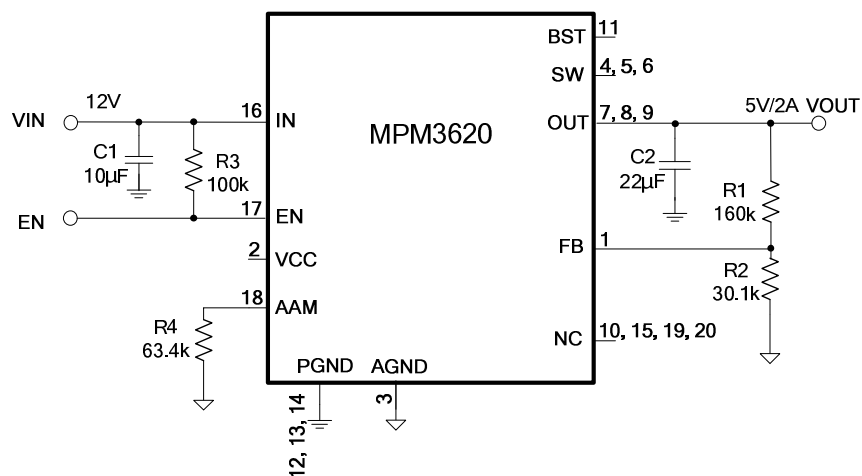 BST 11
SW 4, 5, 6
VIN 12V 16 IN
MPM3620
OUT 7, 8, 9 5V/2A VOUT
C1
10µF
R3
100k
C2
22µF
R1
160k
EN 17 EN
2 VCC
FB 1
R2
30.1k
18 AAM
R4
63.4k
NC 10, 15, 19, 20
PGND AGND
12, 13, 14
3